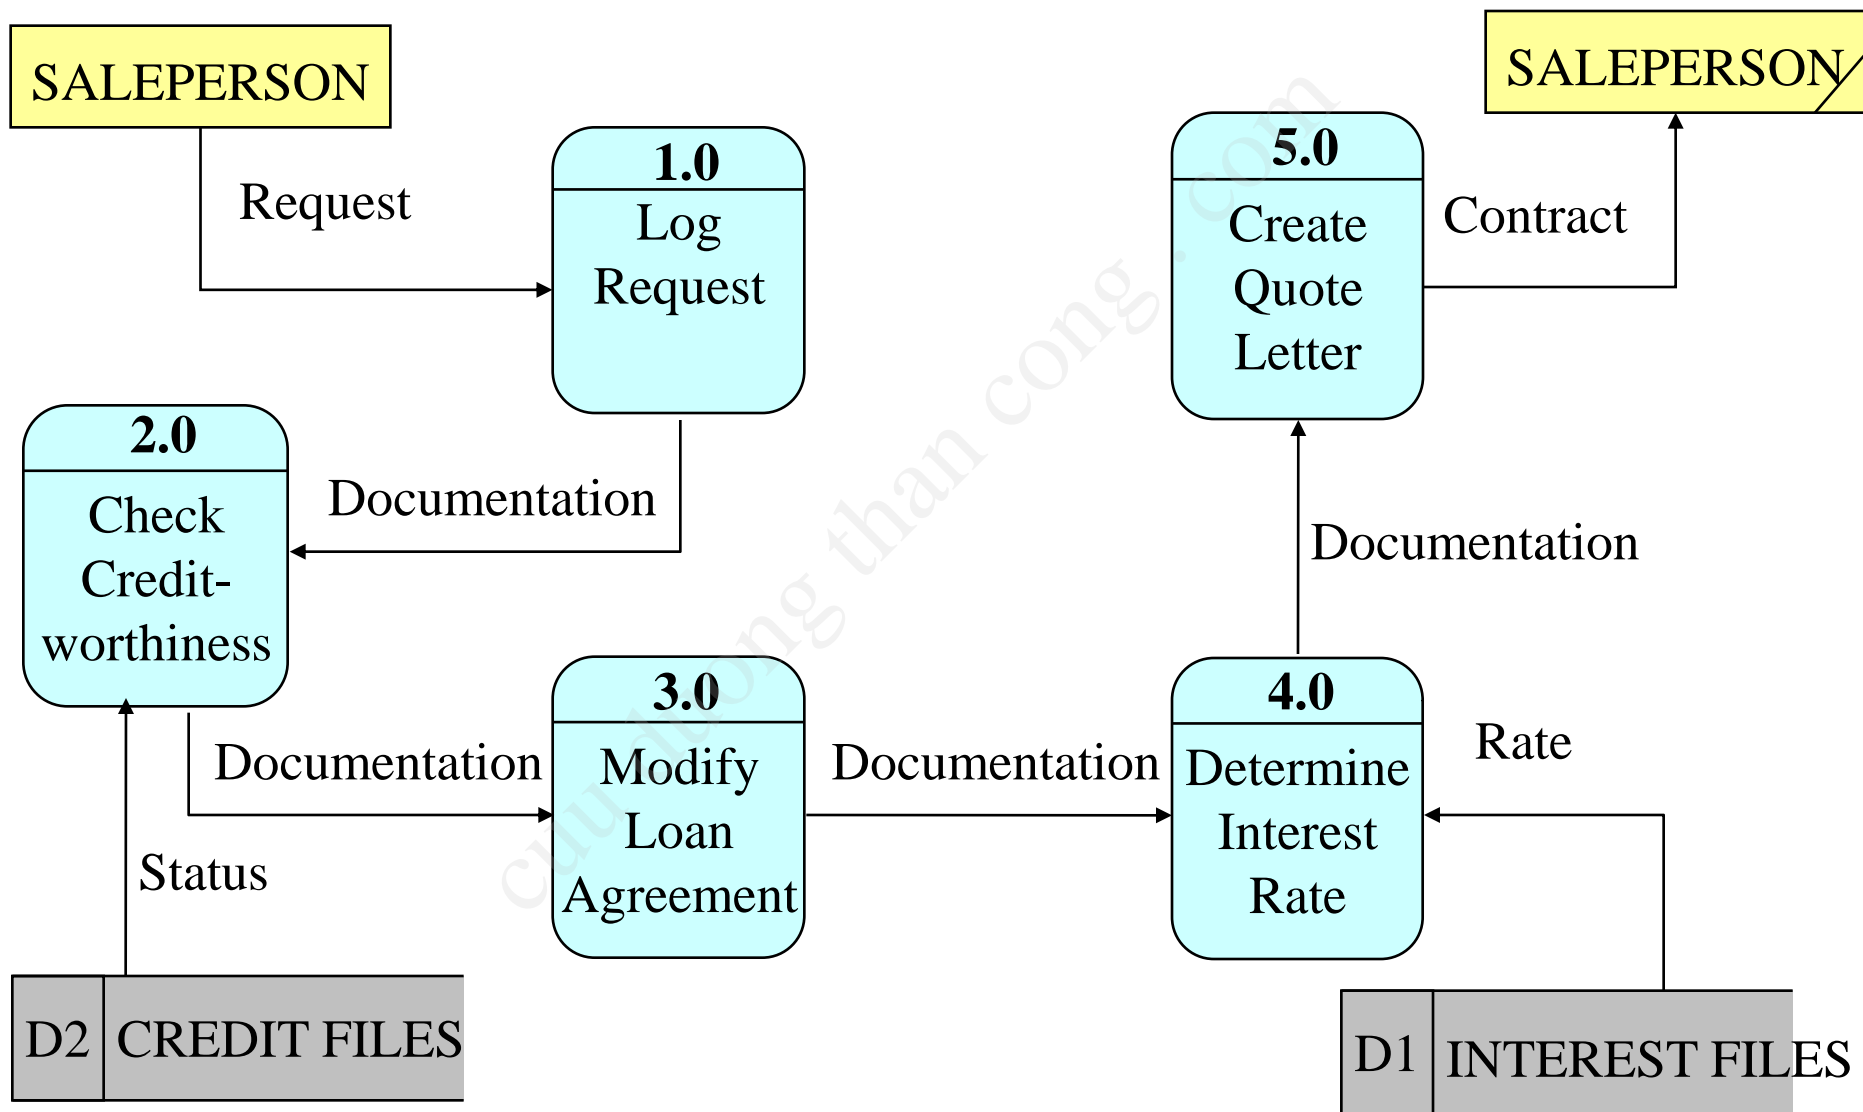 SALEPERSON
SALEPERSON
Request
1.0
Log
Request
5.0
Create
Quote
Letter
Contract
2.0
Check
Credit-
worthiness
Documentation
Documentation
Documentation
3.0
Modify
Loan
Agreement
Documentation
4.0
Determine
Interest
Rate
Rate
Status
D2
CREDIT FILES
D1
INTEREST FILES
cuu duong than cong . com